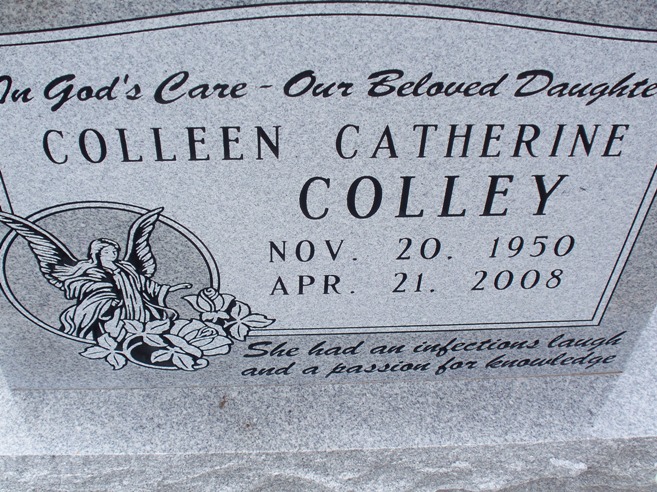 In God's Care - Our Beloved Daughte
COLLEEN CATHERINE
COLLEY
NOV. 20. 1950
APR. 21. 2008
She had an infectious laugh
and a passion for knowledge